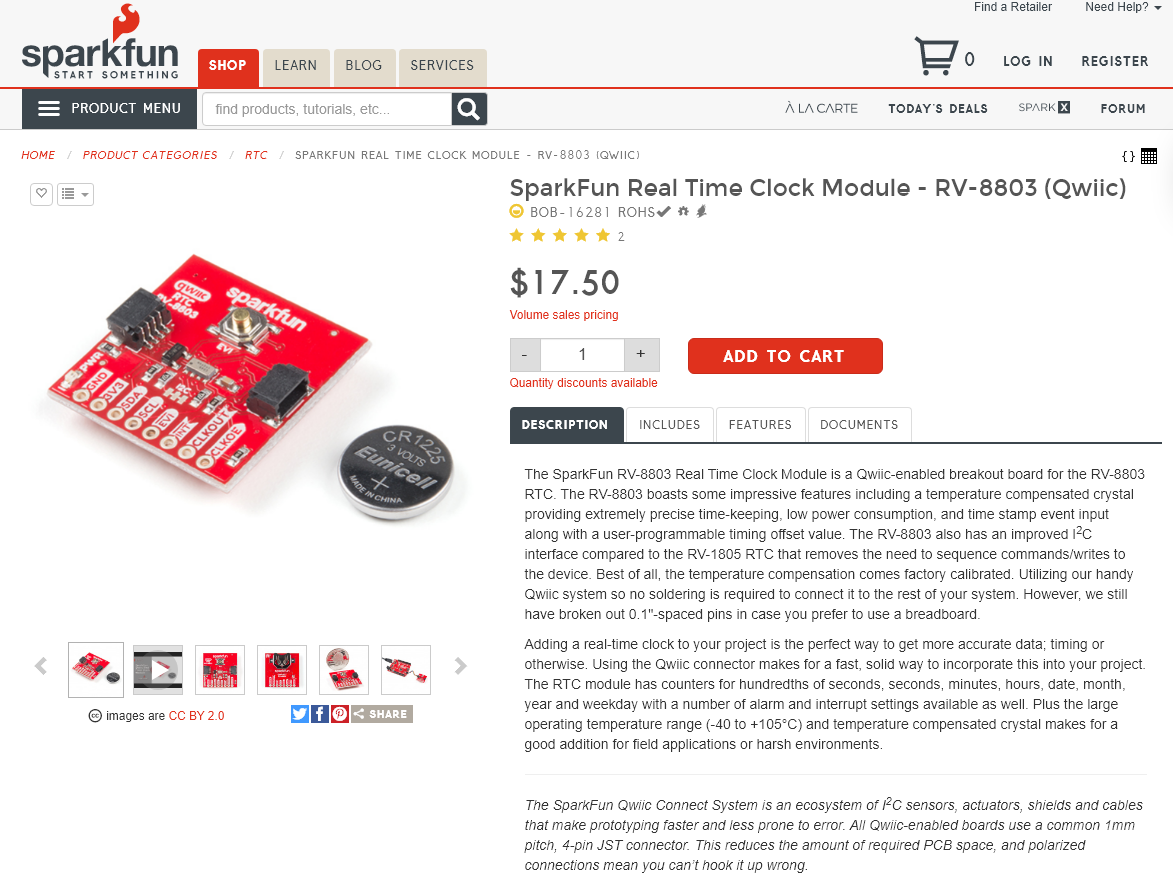 Find a Retailer Need Help?
sparkfun
START SOMETHING
SHOP LEARN BLOG SERVICES
0 LOG IN REGISTER
PRODUCT MENU find products, tutorials, etc... À LA CARTE TODAY'S DEALS SPARK X FORUM
HOME / PRODUCT CATEGORIES / RTC / SPARKFUN REAL TIME CLOCK MODULE - RV-8803 (QWIIC)
{ }
SparkFun Real Time Clock Module - RV-8803 (Qwiic)
BOB-16281 ROHS
2
$17.50
Volume sales pricing
- 1 + ADD TO CART
Quantity discounts available
DESCRIPTION INCLUDES FEATURES DOCUMENTS
QWIIC
RTC
RV-8803
sparkfun
EVI
PWR
GND
3V3
SDA
SCL
EVI
INT
CLKOUT
CLKOE
CR1225
3 VOLTS
Eunicell
+
MADE IN CHINA
The SparkFun RV-8803 Real Time Clock Module is a Qwiic-enabled breakout board for the RV-8803
RTC. The RV-8803 boasts some impressive features including a temperature compensated crystal
providing extremely precise time-keeping, low power consumption, and time stamp event input
along with a user-programmable timing offset value. The RV-8803 also has an improved I²C
interface compared to the RV-1805 RTC that removes the need to sequence commands/writes to
the device. Best of all, the temperature compensation comes factory calibrated. Utilizing our handy
Qwiic system so no soldering is required to connect it to the rest of your system. However, we still
have broken out 0.1"-spaced pins in case you prefer to use a breadboard.
Adding a real-time clock to your project is the perfect way to get more accurate data; timing or
otherwise. Using the Qwiic connector makes for a fast, solid way to incorporate this into your project.
The RTC module has counters for hundredths of seconds, seconds, minutes, hours, date, month,
year and weekday with a number of alarm and interrupt settings available as well. Plus the large
operating temperature range (-40 to +105°C) and temperature compensated crystal makes for a
good addition for field applications or harsh environments.
The SparkFun Qwiic Connect System is an ecosystem of I²C sensors, actuators, shields and cables
that make prototyping faster and less prone to error. All Qwiic-enabled boards use a common 1mm
pitch, 4-pin JST connector. This reduces the amount of required PCB space, and polarized
connections mean you can't hook it up wrong.
cc images are CC BY 2.0
SHARE